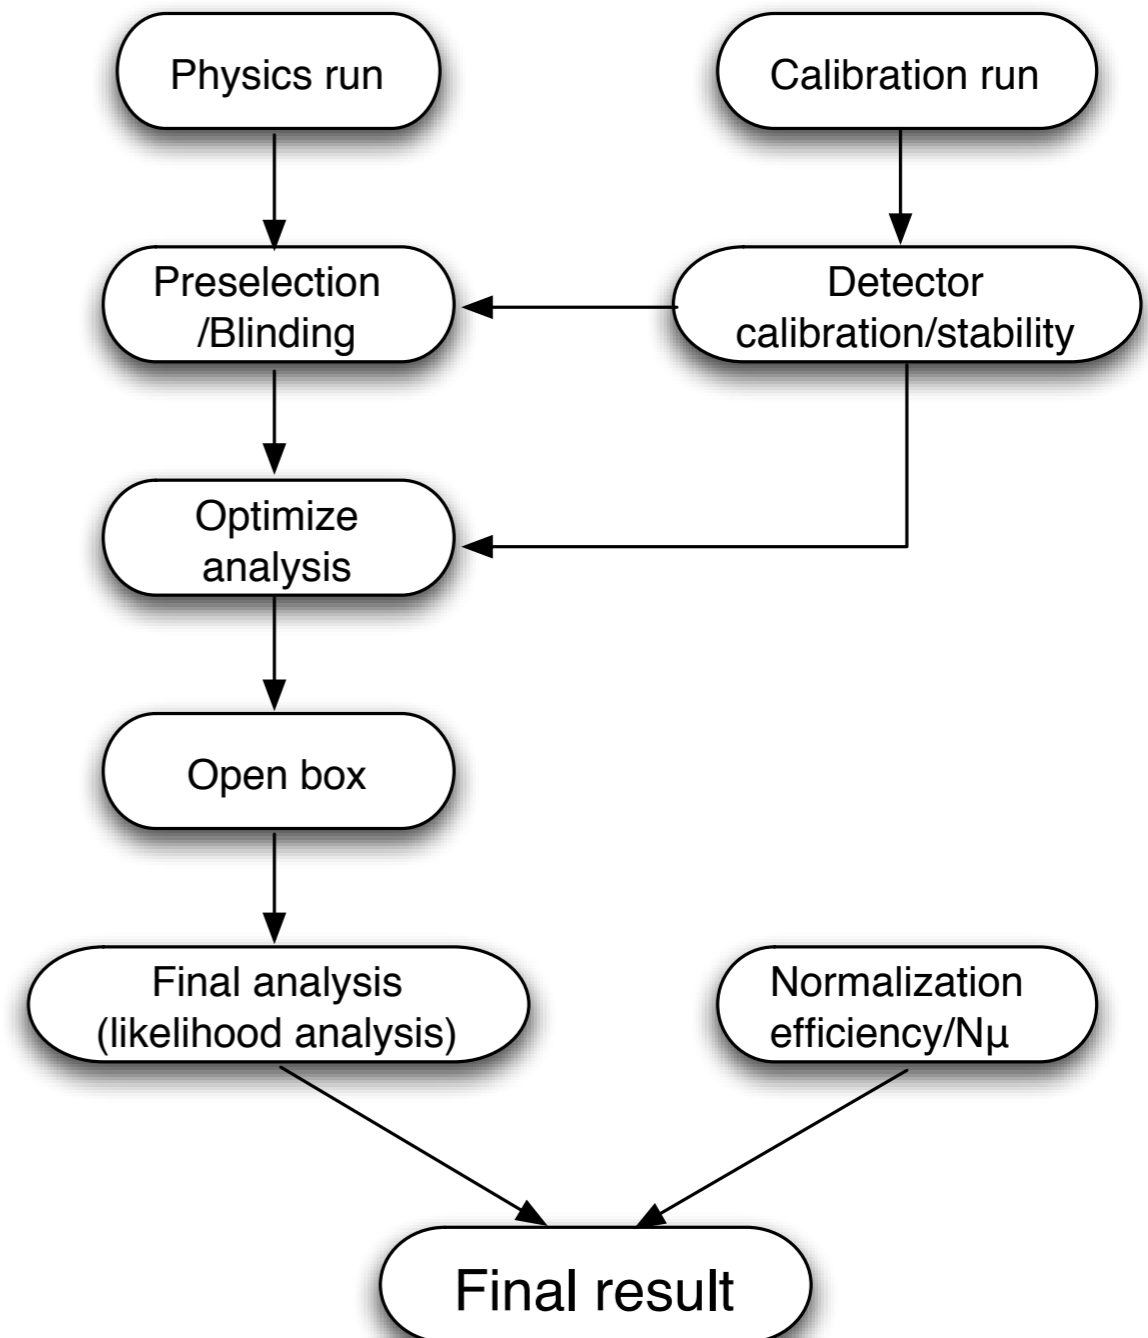 Physics run
Calibration run
Preselection
/Blinding
Detector
calibration/stability
Optimize
analysis
Open box
Final analysis
(likelihood analysis)
Normalization
efficiency/Nμ
Final result